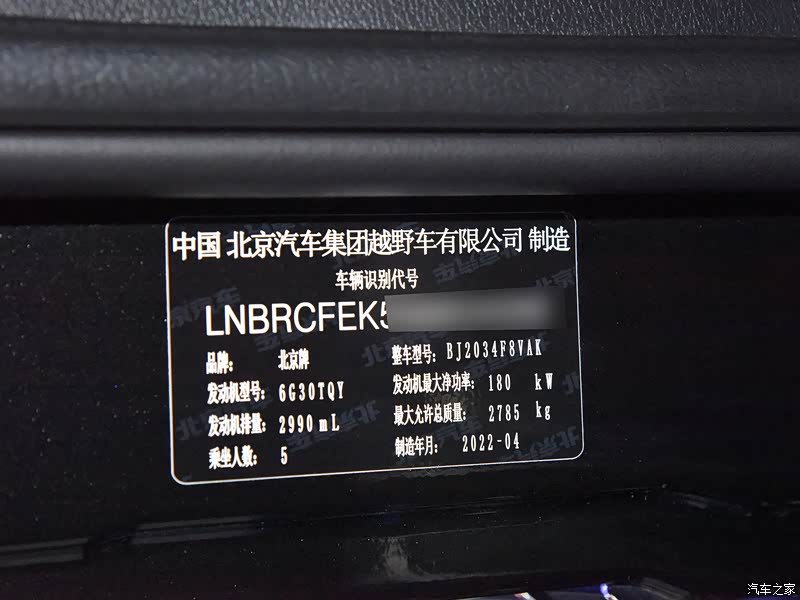 中国 北京汽车集团越野车有限公司 制造
车辆识别代号
LNBRCFEK5
品牌： 北京牌 整车型号： BJ2034F8VAK
发动机型号： 6G30TQY 发动机最大净功率： 180 kW
发动机排量： 2990mL 最大允许总质量： 2785 kg
乘坐人数： 5 制造年月： 2022-04
汽车之家